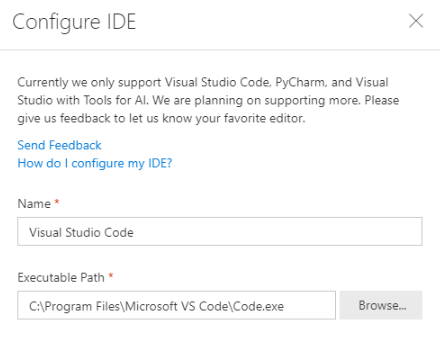 Configure IDE
Currently we only support Visual Studio Code, PyCharm, and Visual
Studio with Tools for AI. We are planning on supporting more. Please
give us feedback to let us know your favorite editor.
Send Feedback
How do I configure my IDE?
Name *
Visual Studio Code
Executable Path *
C:\Program Files\Microsoft VS Code\Code.exe
Browse...